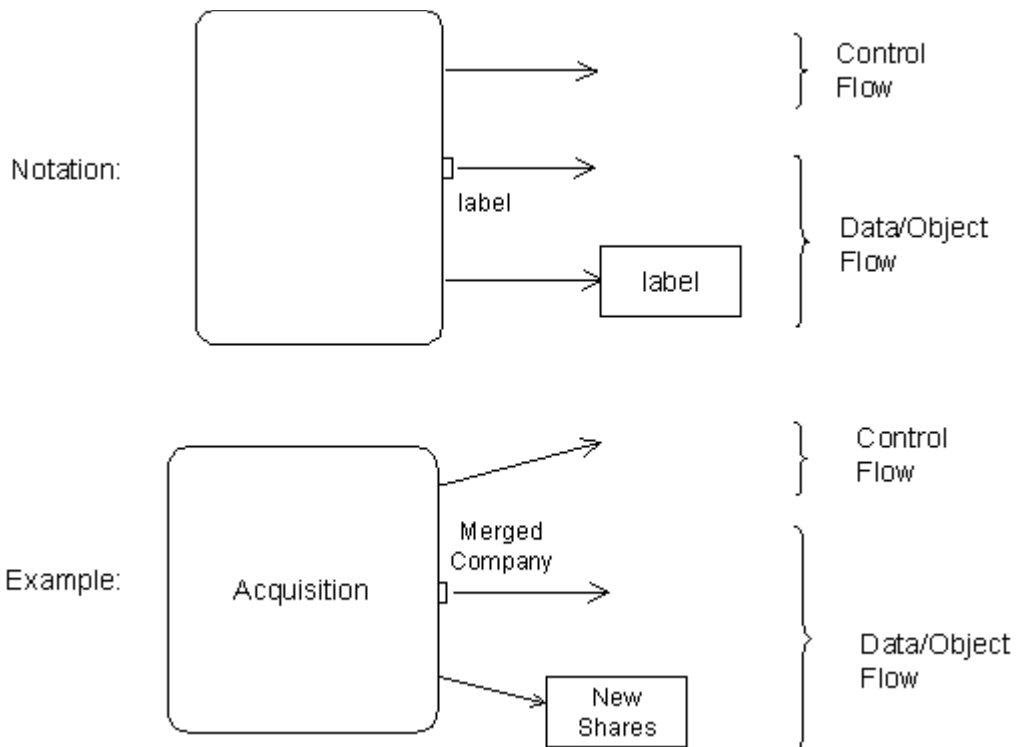 Control
Flow
Notation:
label
Data/Object
Flow
label
Control
Flow
Merged
Company
Example:
Acquisition
Data/Object
Flow
New
Shares